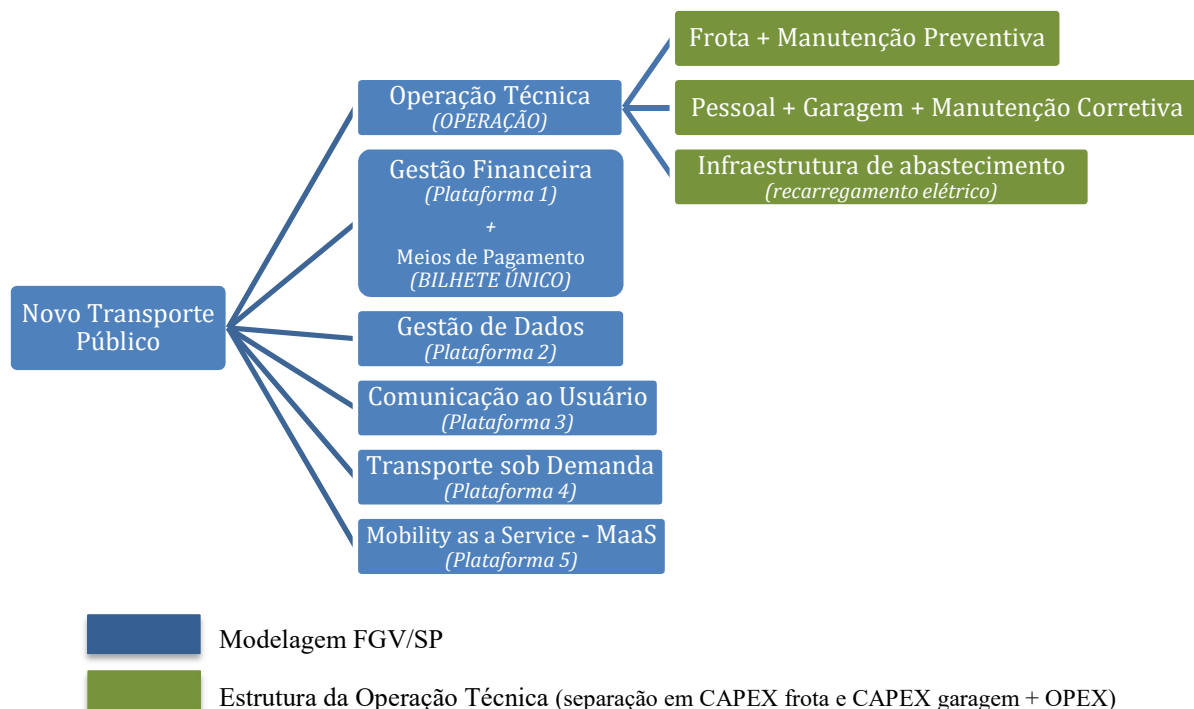 Novo Transporte
Público
Operação Técnica
(OPERAÇÃO)
Gestão Financeira
(Plataforma 1)
+
Meios de Pagamento
(BILHETE ÚNICO)
Gestão de Dados
(Plataforma 2)
Comunicação ao Usuário
(Plataforma 3)
Transporte sob Demanda
(Plataforma 4)
Mobility as a Service - MaaS
(Plataforma 5)
Frota + Manutenção Preventiva
Pessoal + Garagem + Manutenção Corretiva
Infraestrutura de abastecimento
(recarregamento elétrico)
Modelagem FGV/SP
Estrutura da Operação Técnica (separação em CAPEX frota e CAPEX garagem + OPEX)